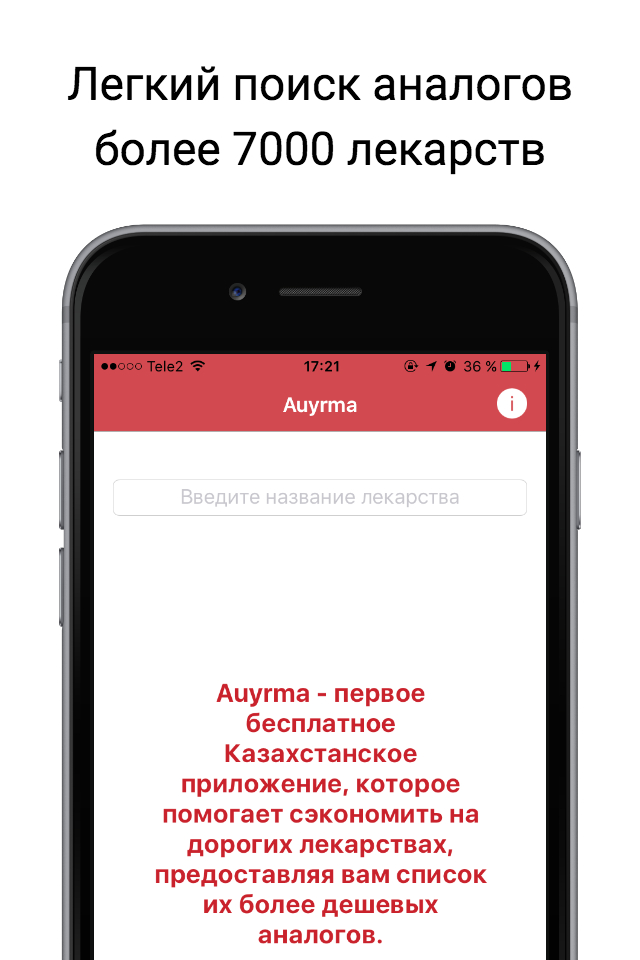 Легкий поиск аналогов
более 7000 лекарств
Tele2 17:21 36 %
Auyrma
i
Введите название лекарства
Auyrma - первое
бесплатное
Казахстанское
приложение, которое
помогает сэкономить на
дорогих лекарствах,
предоставляя вам список
их более дешевых
аналогов.